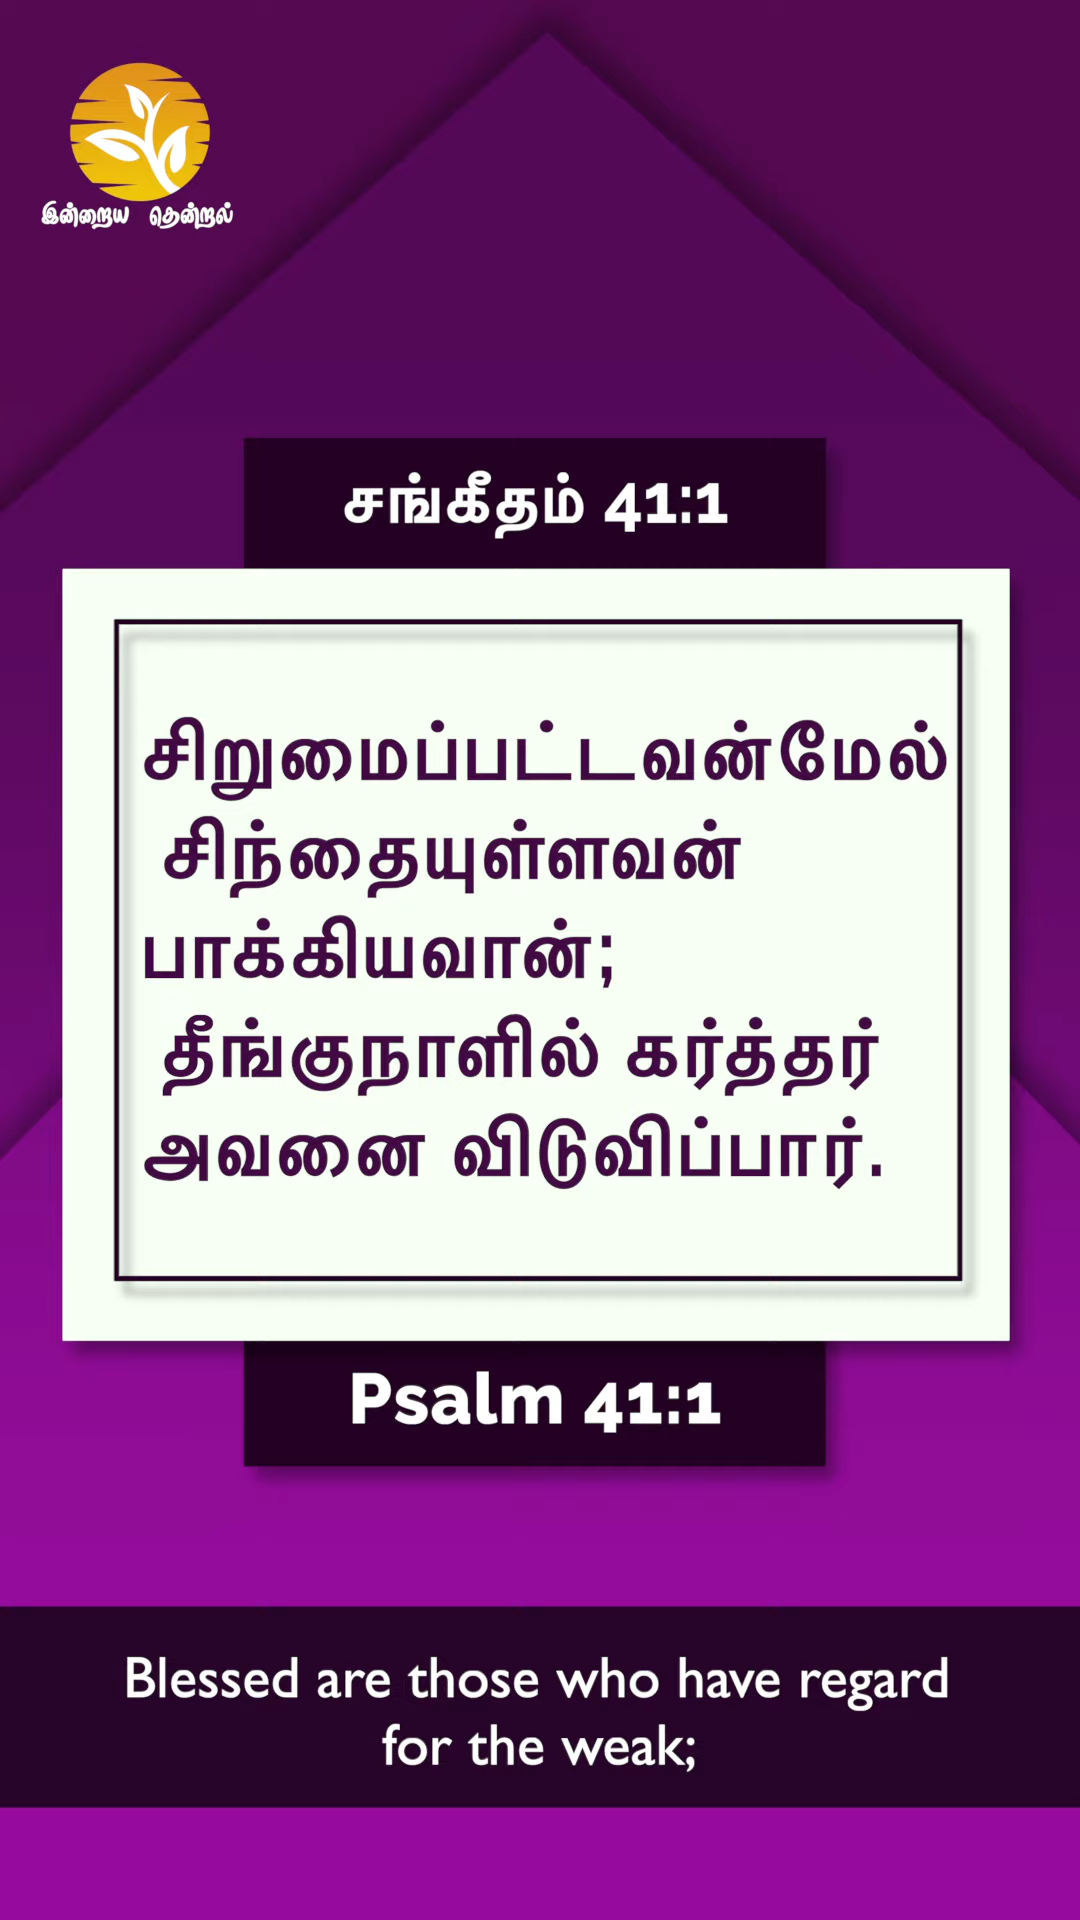 இன்றைய தென்றல்
சங்கீதம் 41:1
சிறுமைப்பட்டவன்மேல்
சிந்தையுள்ளவன்
பாக்கியவான்;
தீங்குநாளில் கர்த்தர்
அவனை விடுவிப்பார்.
Psalm 41:1
Blessed are those who have regard
for the weak;